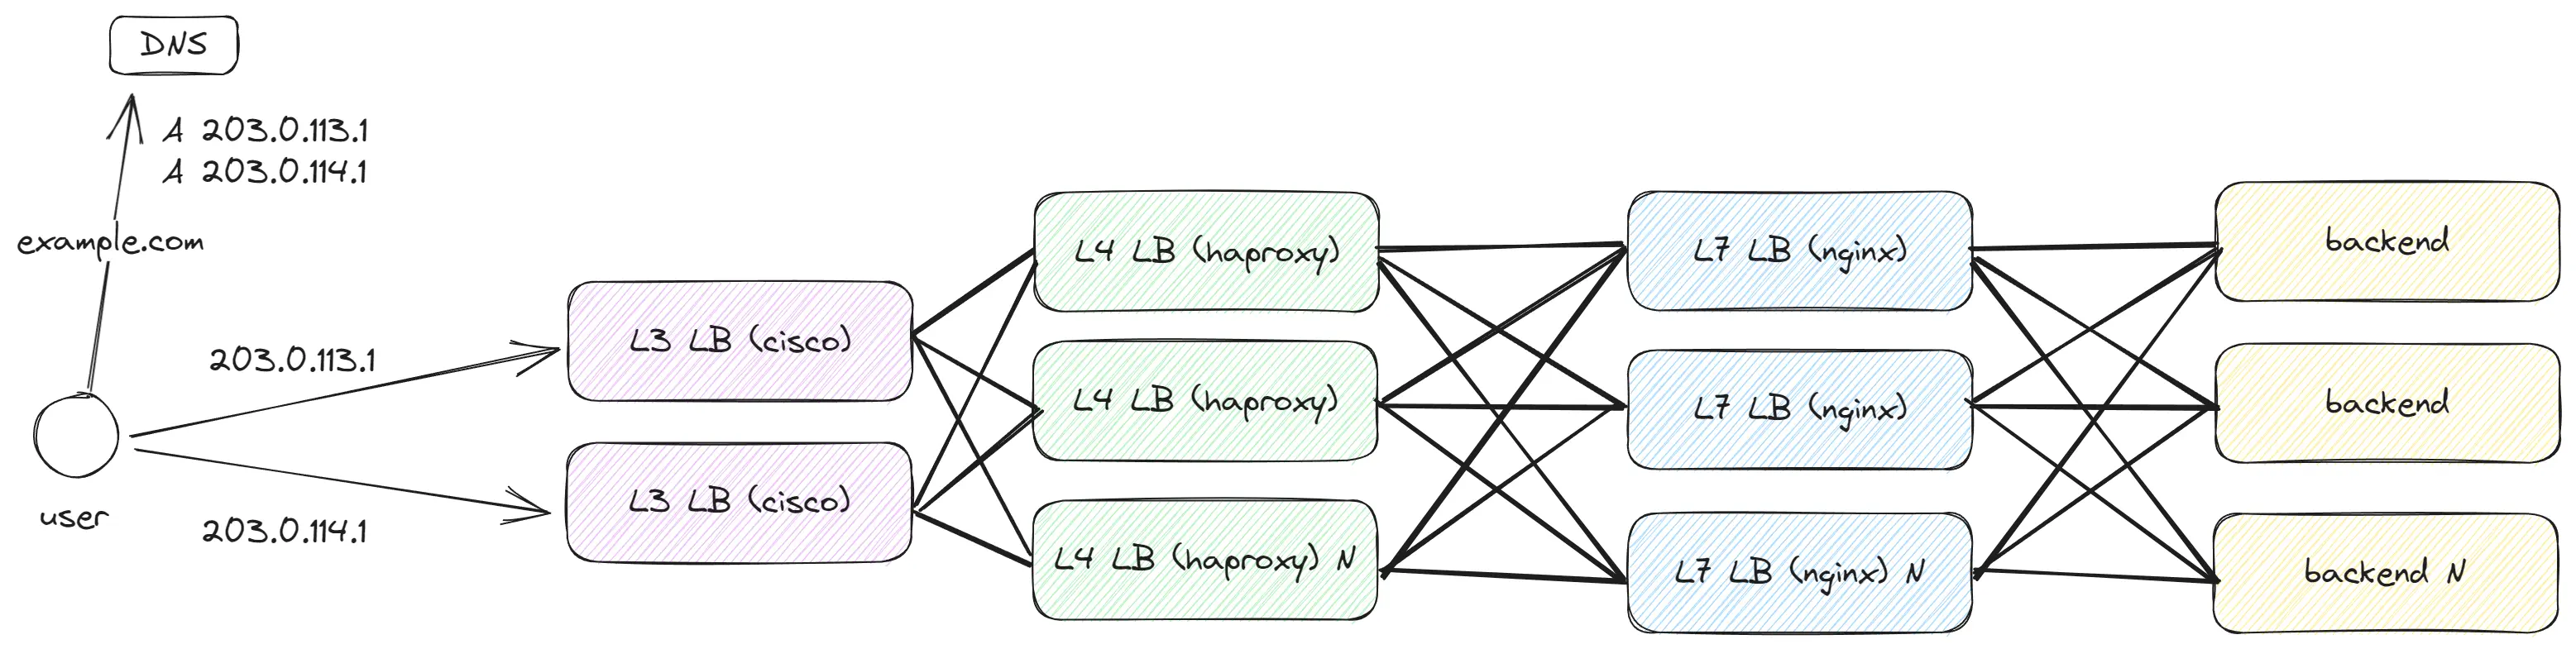 DNS
A 203.0.113.1
A 203.0.114.1
example.com
203.0.113.1
user
203.0.114.1
L3 LB (cisco)
L3 LB (cisco)
L4 LB (haproxy)
L4 LB (haproxy)
L4 LB (haproxy) N
L7 LB (nginx)
L7 LB (nginx)
L7 LB (nginx) N
backend
backend
backend N